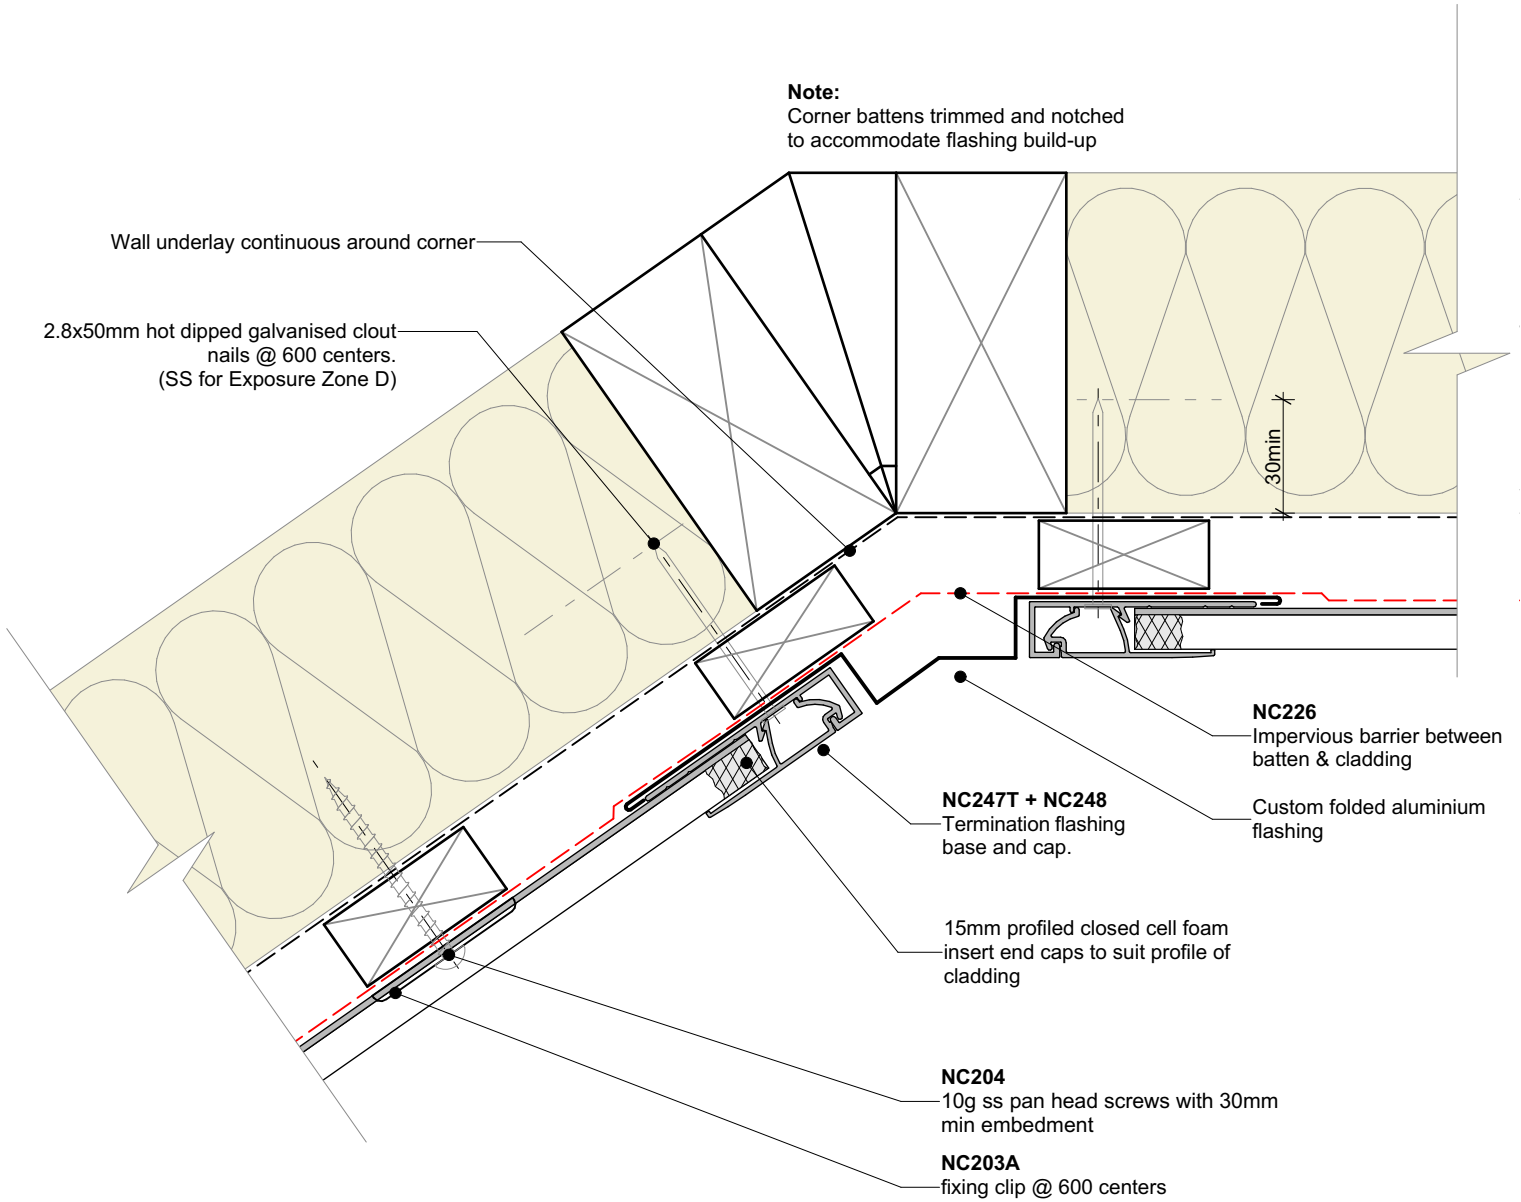 Note:
Corner battens trimmed and notched
to accommodate flashing build-up
Wall underlay continuous around corner
2.8x50mm hot dipped galvanised clout
nails @ 600 centers.
(SS for Exposure Zone D)
30min
NC226
Impervious barrier between
batten & cladding
Custom folded aluminium
flashing
NC247T + NC248
Termination flashing
base and cap.
15mm profiled closed cell foam
insert end caps to suit profile of
cladding
NC204
10g ss pan head screws with 30mm
min embedment
NC203A
fixing clip @ 600 centers